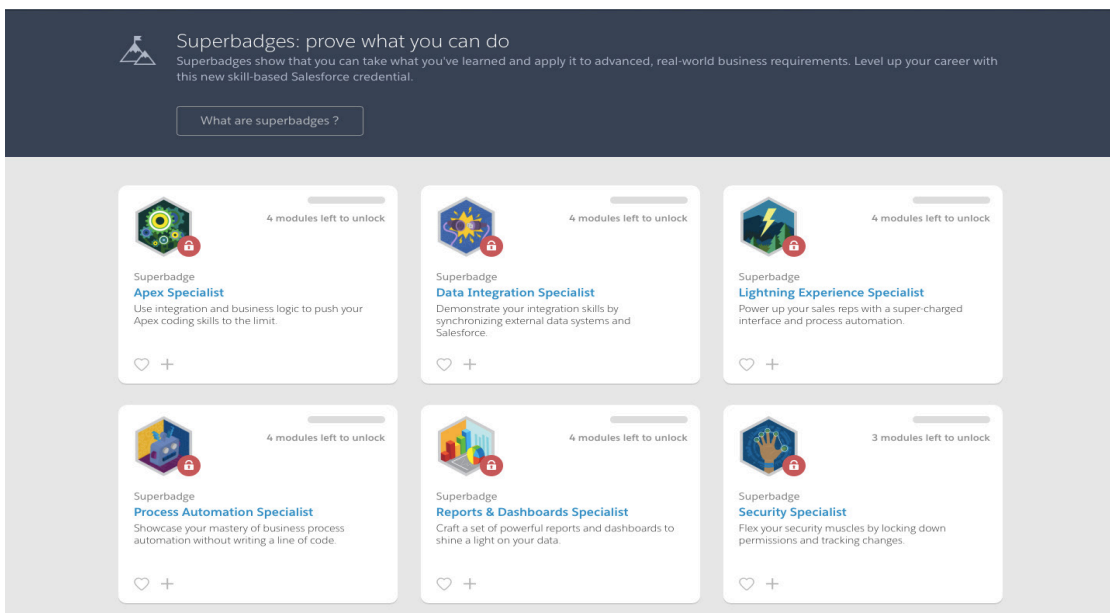 Superbadges: prove what you can do
Superbadges show that you can take what you've learned and apply it to advanced, real-world business requirements. Level up your career with
this new skill-based Salesforce credential.
What are superbadges ?
4 modules left to unlock
Superbadge
Apex Specialist
Use integration and business logic to push your
Apex coding skills to the limit.
4 modules left to unlock
Superbadge
Data Integration Specialist
Demonstrate your integration skills by
synchronizing external data systems and
Salesforce.
4 modules left to unlock
Superbadge
Lightning Experience Specialist
Power up your sales reps with a super-charged
interface and process automation.
4 modules left to unlock
Superbadge
Process Automation Specialist
Showcase your mastery of business process
automation without writing a line of code.
4 modules left to unlock
Superbadge
Reports & Dashboards Specialist
Craft a set of powerful reports and dashboards to
shine a light on your data.
3 modules left to unlock
Superbadge
Security Specialist
Flex your security muscles by locking down
permissions and tracking changes.